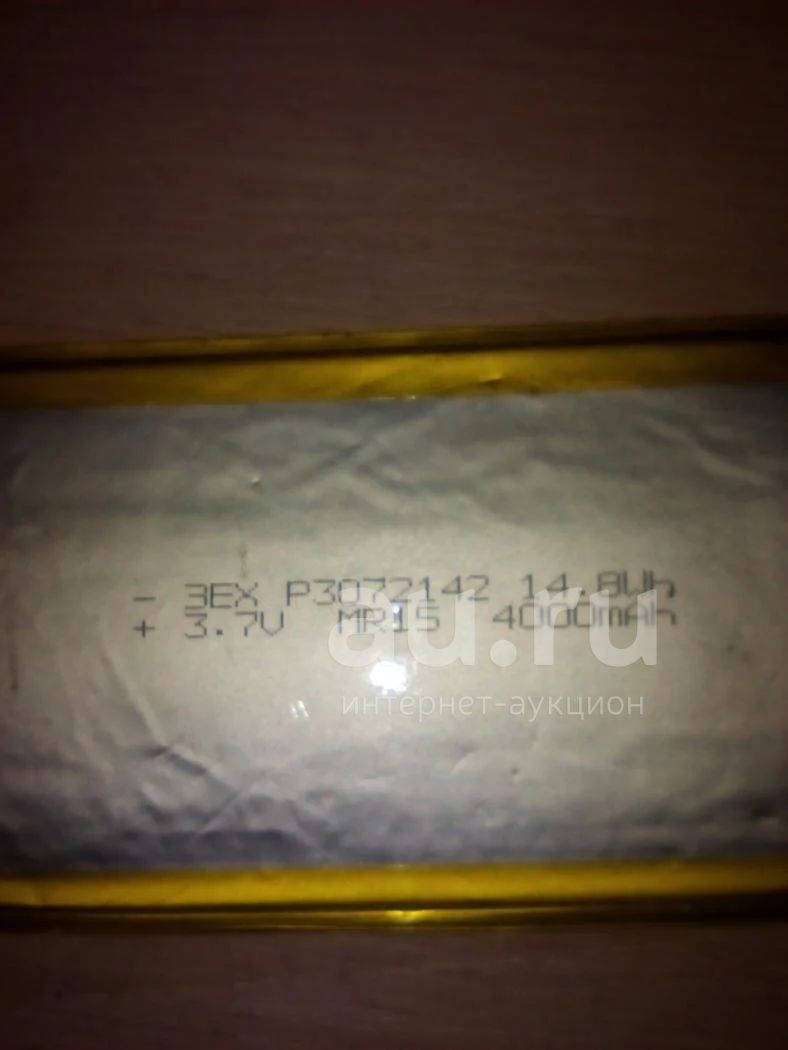 - 3EX P3072142 14.8Wh
+ 3.7V MR15 4000mAh
au.ru
интернет-аукцион